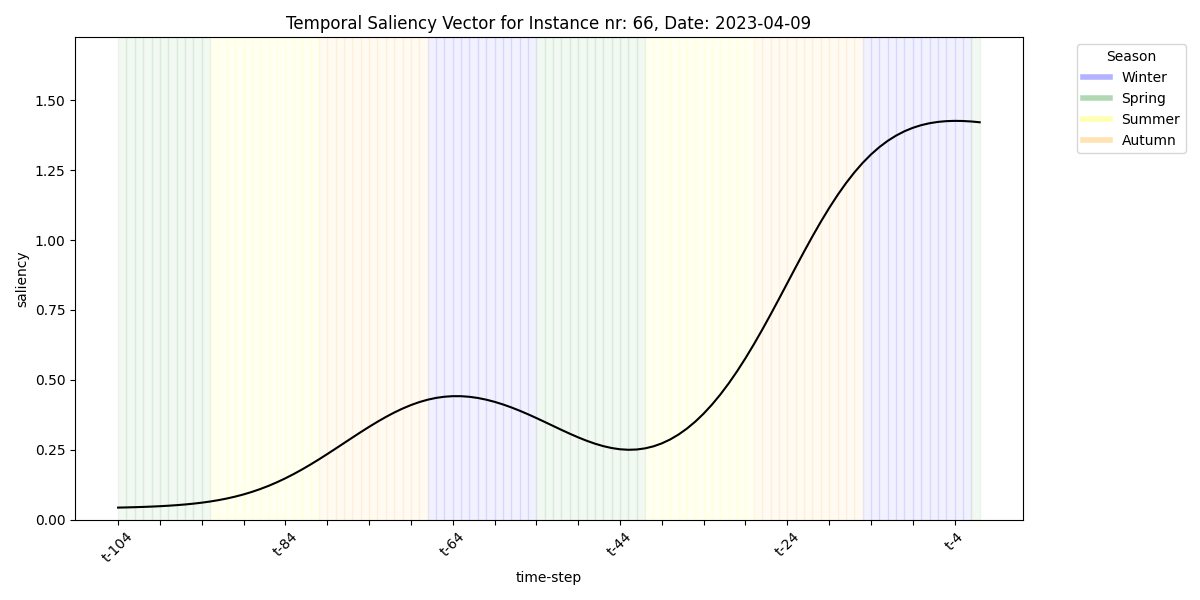 Temporal Saliency Vector for Instance nr: 66, Date: 2023-04-09
Season
Winter
Spring
Summer
Autumn
saliency
1.50
1.25
1.00
0.75
0.50
0.25
0.00
t-104 t-84 t-64 t-44 t-24 t-4
time-step